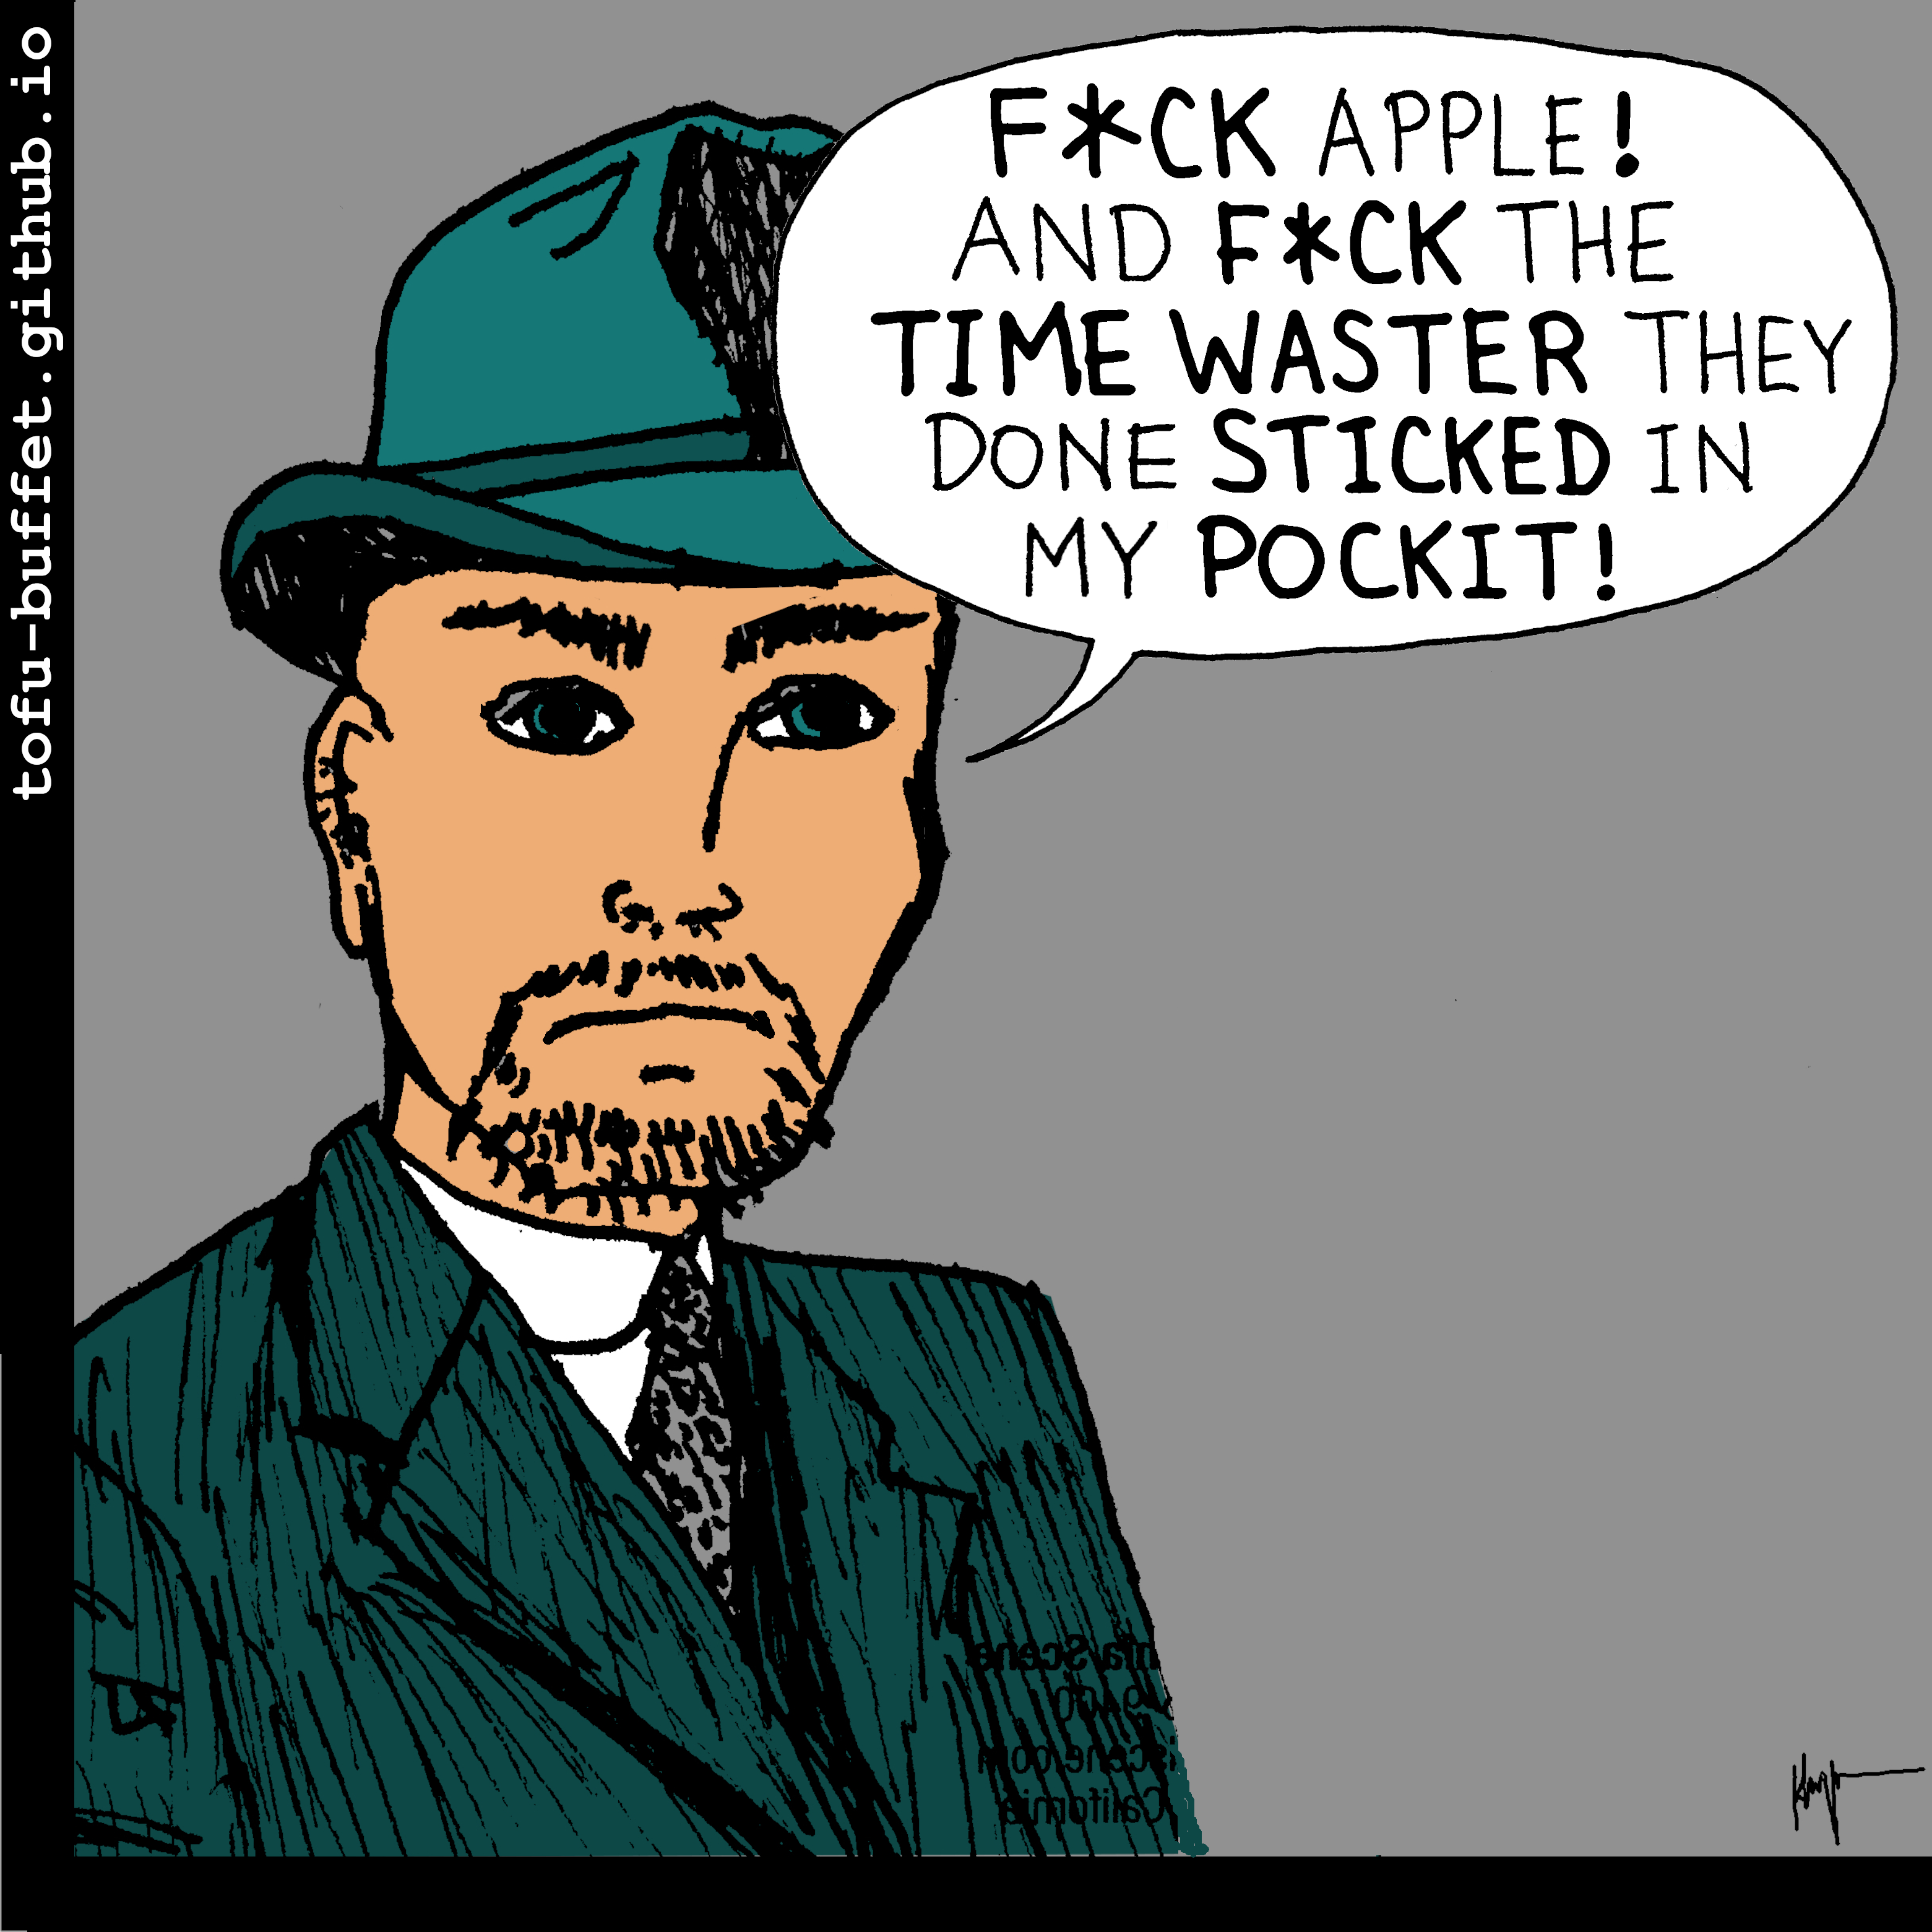 tofu-buffet.github.io
F*CK APPLE!
AND F*CK THE
TIME WASTER THEY
DONE STICKED IN
MY POCKIT!